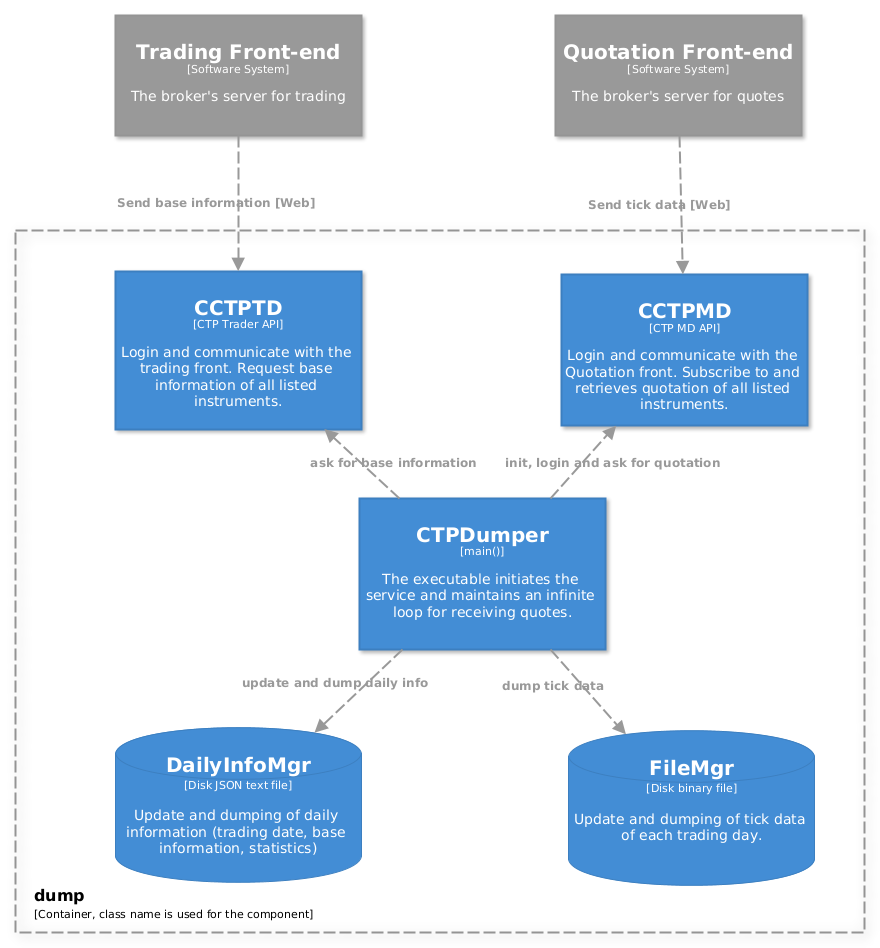 Trading Front-end
[Software System]
The broker's server for trading
Quotation Front-end
[Software System]
The broker's server for quotes
Send base information [Web]
Send tick data [Web]
CCTPTD
[CTP Trader API]
Login and communicate with the
trading front. Request base
information of all listed
instruments.
CCTPMD
[CTP MD API]
Login and communicate with the
Quotation front. Subscribe to and
retrieves quotation of all listed
instruments.
ask for base information
init, login and ask for quotation
CTPDumper
[main()]
The executable initiates the
service and maintains an infinite
loop for receiving quotes.
update and dump daily info
dump tick data
DailyInfoMgr
[Disk JSON text file]
Update and dumping of daily
information (trading date, base
information, statistics)
FileMgr
[Disk binary file]
Update and dumping of tick data
of each trading day.
dump
[Container, class name is used for the component]